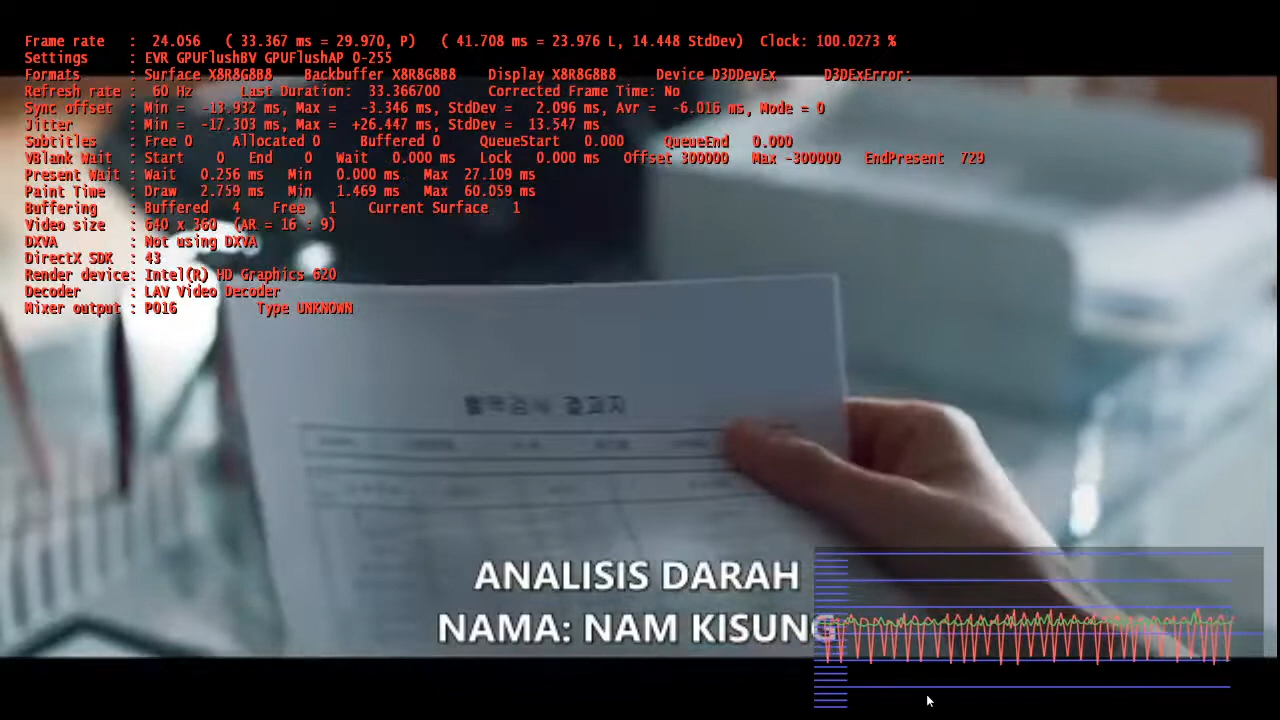 Frame rate   :  24.056   ( 33.367 ms = 29.970, P)   ( 41.708 ms = 23.976 L, 14.448 StdDev)  Clock: 100.0273 %
Settings     : EVR GPUFlushBV GPUFlushAP 0-255
Formats      : Surface X8R8G8B8    Backbuffer X8R8G8B8    Display X8R8G8B8     Device D3DDevEx      D3DExError:
Refresh rate :  60 Hz      Last Duration:  33.366700      Corrected Frame Time: No
Sync offset  : Min =  -13.932 ms, Max =   -3.346 ms, StdDev =   2.096 ms, Avr =  -6.016 ms, Mode = 0
Jitter       : Min =  -17.303 ms, Max =  +26.447 ms, StdDev =  13.547 ms
Subtitles    : Free 0     Allocated 0     Buffered 0     QueueStart   0.000     QueueEnd   0.000
VBlank Wait  : Start    0   End    0   Wait   0.000 ms   Lock   0.000 ms   Offset 300000   Max -300000   EndPresent  729
Present Wait : Wait   0.256 ms   Min   0.000 ms   Max  27.109 ms
Paint Time   : Draw   2.759 ms   Min   1.469 ms   Max  60.059 ms
Buffering    : Buffered   4    Free   1    Current Surface   1
Video size   : 640 x 360  (AR = 16 : 9)
DXVA         : Not using DXVA
DirectX SDK  : 43
Render device: Intel(R) HD Graphics 620
Decoder      : LAV Video Decoder
Mixer output : P016          Type UNKNOWN
혈액검사 결과지
ANALISIS DARAH
NAMA: NAM KISUNG